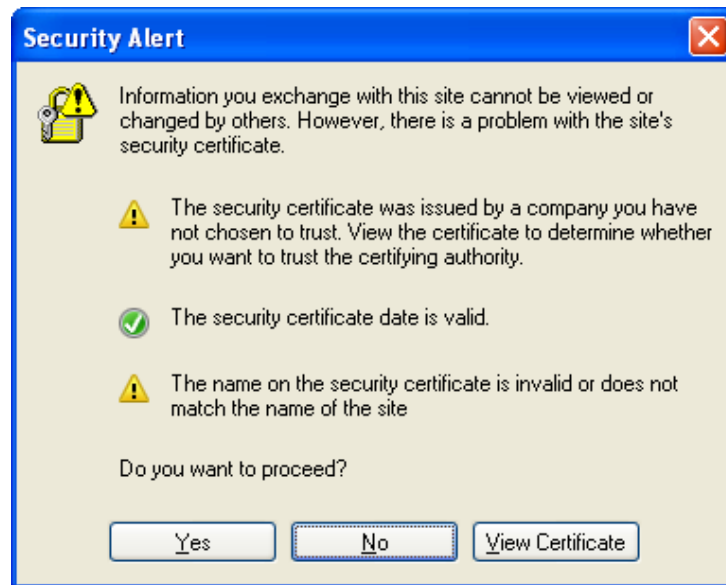 Security Alert
Information you exchange with this site cannot be viewed or
changed by others. However, there is a problem with the site's
security certificate.
The security certificate was issued by a company you have
not chosen to trust. View the certificate to determine whether
you want to trust the certifying authority.
The security certificate date is valid.
The name on the security certificate is invalid or does not
match the name of the site
Do you want to proceed?
Yes No View Certificate